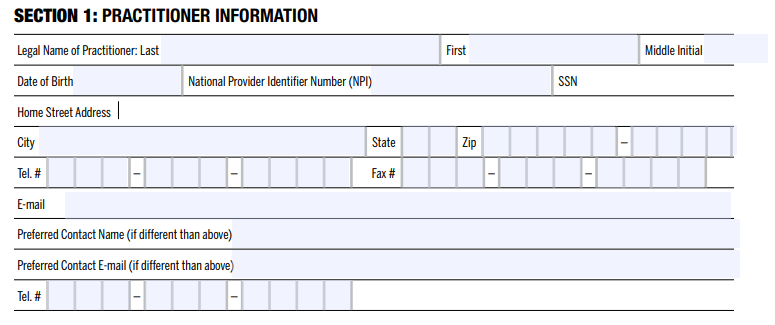 SECTION 1: PRACTITIONER INFORMATION
Legal Name of Practitioner: Last First Middle Initial
Date of Birth National Provider Identifier Number (NPI) SSN
Home Street Address
City State Zip –
Tel. # – – Fax # – –
E-mail
Preferred Contact Name (if different than above)
Preferred Contact E-mail (if different than above)
Tel. # – –